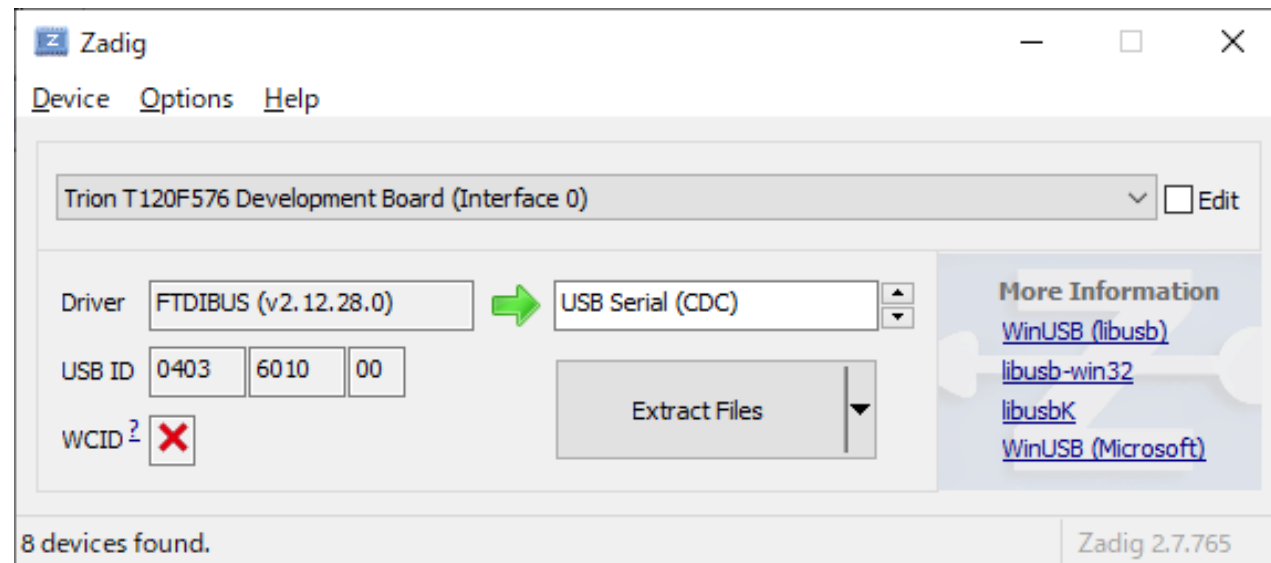 Zadig
Device Options Help
Trion T120F576 Development Board (Interface 0)
Edit
Driver FTDIBUS (v2.12.28.0) USB Serial (CDC)
USB ID 0403 6010 00
WCID ?
Extract Files
More Information
WinUSB (libusb)
libusb-win32
libusbK
WinUSB (Microsoft)
8 devices found.
Zadig 2.7.765